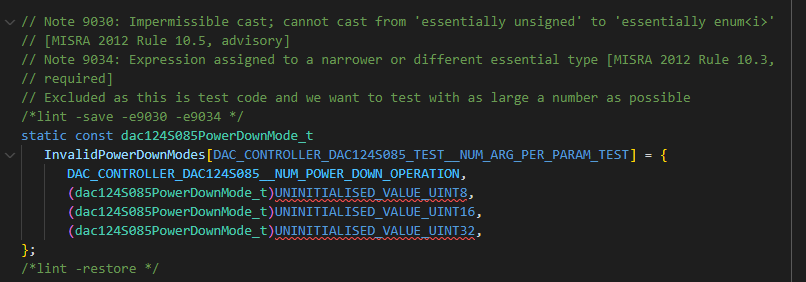 // Note 9030: Impermissible cast; cannot cast from 'essentially unsigned' to 'essentially enum<i>'
// [MISRA 2012 Rule 10.5, advisory]
// Note 9034: Expression assigned to a narrower or different essential type [MISRA 2012 Rule 10.3,
// required]
// Excluded as this is test code and we want to test with as large a number as possible
/*lint -save -e9030 -e9034 */
static const dac124S085PowerDownMode_t
InvalidPowerDownModes[DAC_CONTROLLER_DAC124S085_TEST__NUM_ARG_PER_PARAM_TEST] = {
DAC_CONTROLLER_DAC124S085__NUM_POWER_DOWN_OPERATION,
(dac124S085PowerDownMode_t)UNINITIALISED_VALUE_UINT8,
(dac124S085PowerDownMode_t)UNINITIALISED_VALUE_UINT16,
(dac124S085PowerDownMode_t)UNINITIALISED_VALUE_UINT32,
};
/*lint -restore */